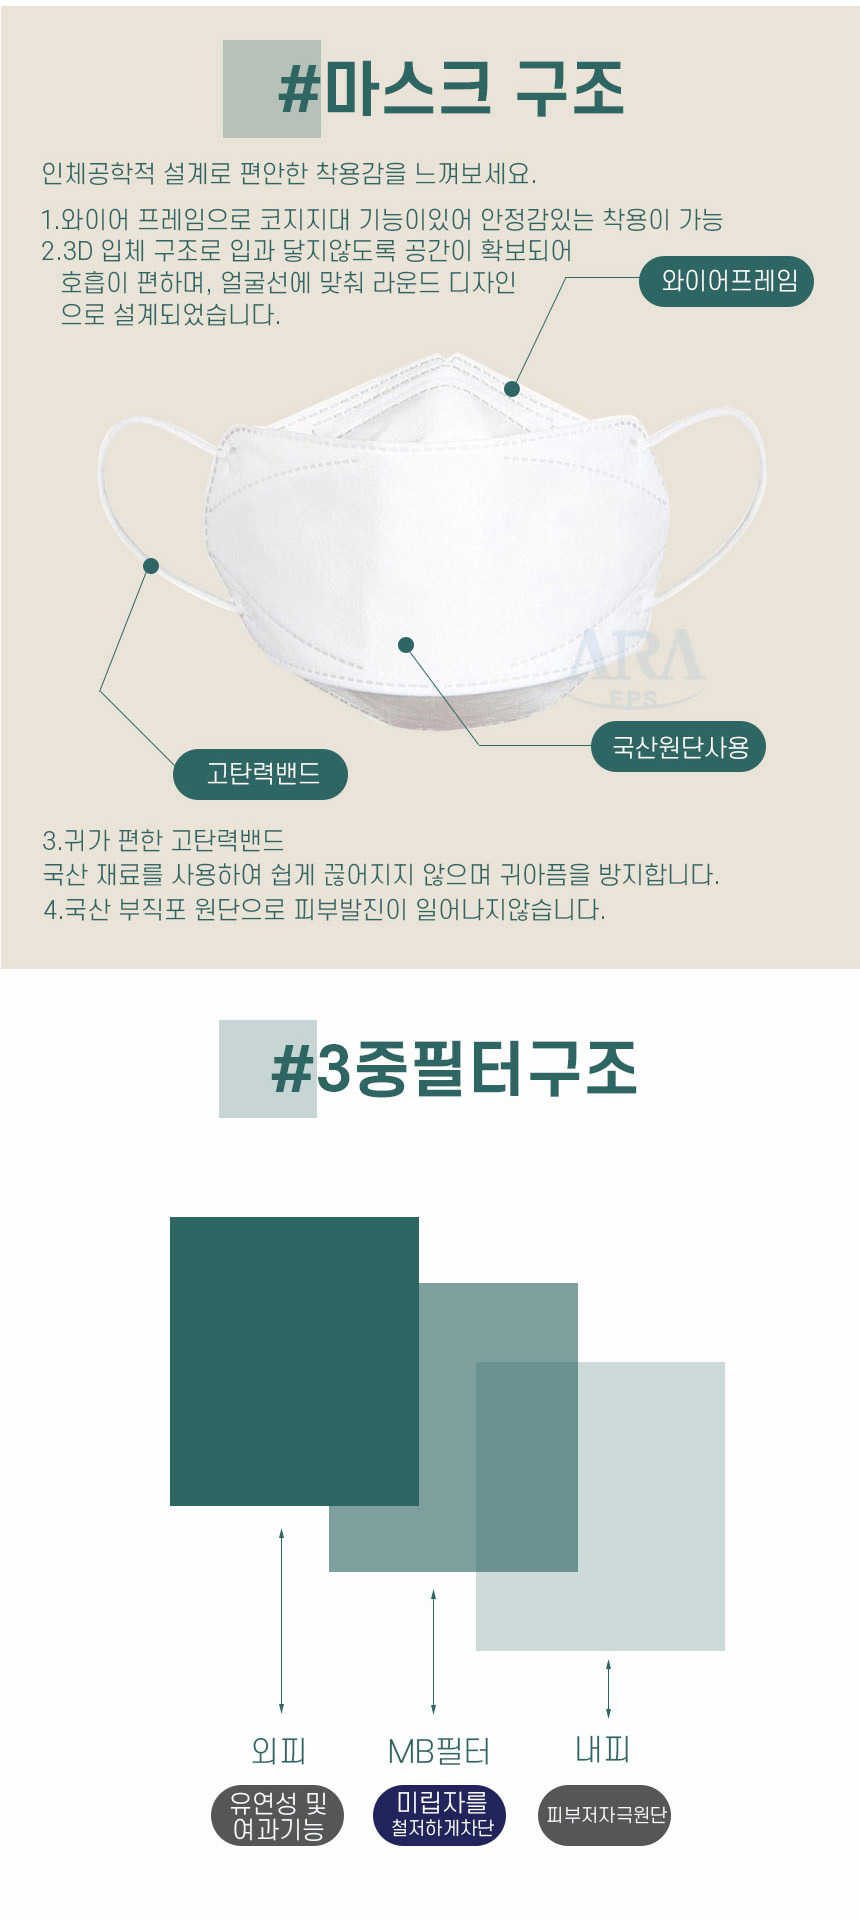 #마스크 구조
인체공학적 설계로 편안한 착용감을 느껴보세요.
1.와이어 프레임으로 코지지대 기능이있어 안정감있는 착용이 가능
2.3D 입체 구조로 입과 닿지않도록 공간이 확보되어
호흡이 편하며, 얼굴선에 맞춰 라운드 디자인
으로 설계되었습니다.
와이어프레임
ARA
EPS
국산원단사용
고탄력밴드
3.귀가 편한 고탄력밴드
국산 재료를 사용하여 쉽게 끊어지지 않으며 귀아픔을 방지합니다.
4.국산 부직포 원단으로 피부발진이 일어나지않습니다.
#3중필터구조
외피
MB필터
내피
유연성 및
여과기능
미립자를
철저하게차단
피부저자극원단